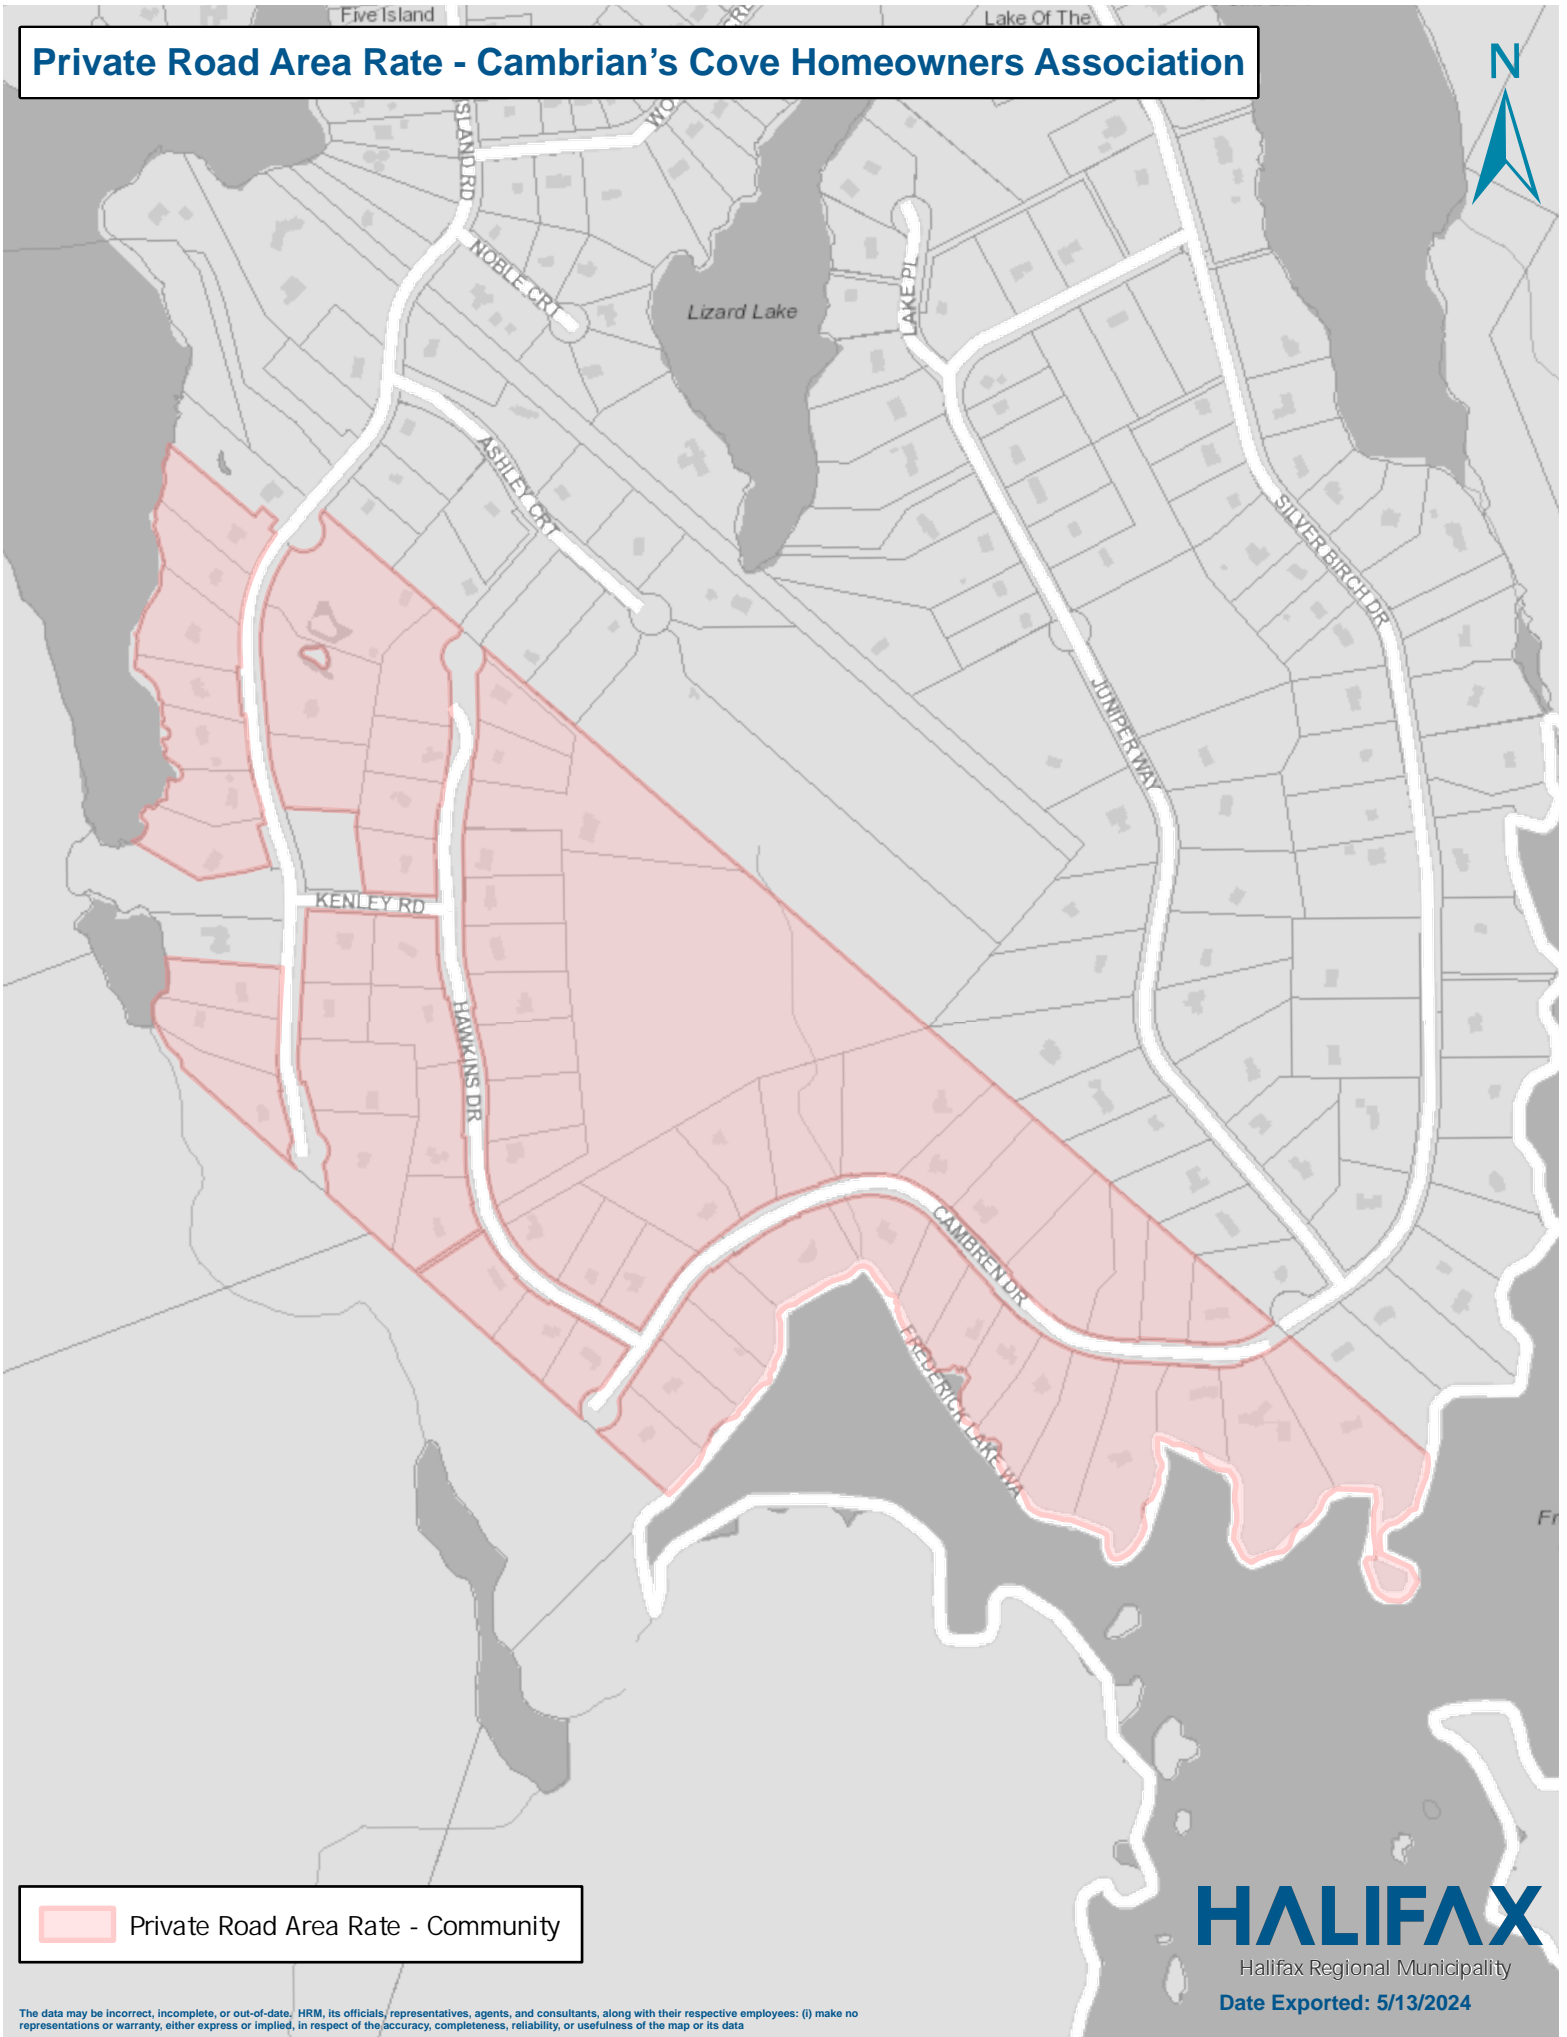 Five Island
Lake Of The
Private Road Area Rate - Cambrian's Cove Homeowners Association
N
SLAND RD
WO
NOBLE CRT
Lizard Lake
LAKE PL
ASHLEY CRT
SILVER BIRCH DR
JUNIPER WAY
KENLEY RD
HAWKINS DR
CAMBREN DR
FREDERICK LAKE WA
Fr
Private Road Area Rate - Community
HALIFAX
Halifax Regional Municipality
Date Exported: 5/13/2024
The data may be incorrect, incomplete, or out-of-date. HRM, its officials, representatives, agents, and consultants, along with their respective employees: (i) make no
representations or warranty, either express or implied, in respect of the accuracy, completeness, reliability, or usefulness of the map or its data